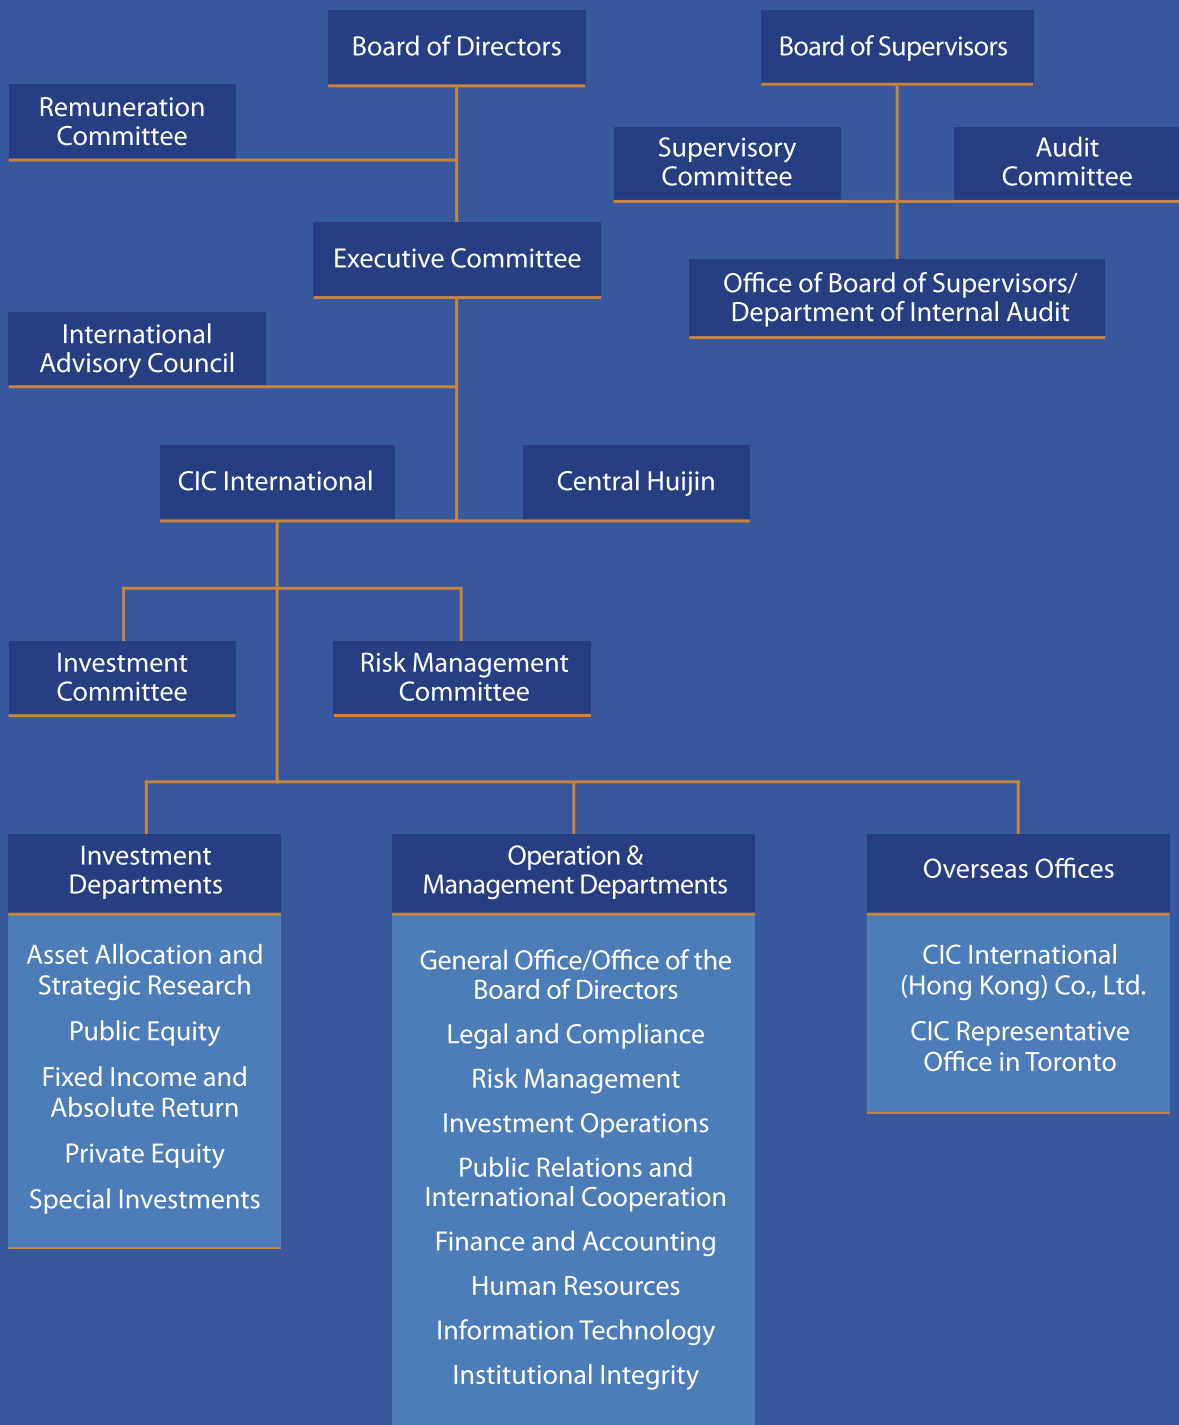 Board of Directors
Board of Supervisors
Remuneration
Committee
Supervisory
Committee
Audit
Committee
Executive Committee
Office of Board of Supervisors/
Department of Internal Audit
International
Advisory Council
CIC International
Central Huijin
Investment
Committee
Risk Management
Committee
Investment
Departments
Asset Allocation and
Strategic Research
Public Equity
Fixed Income and
Absolute Return
Private Equity
Special Investments
Operation &
Management Departments
General Office/Office of the
Board of Directors
Legal and Compliance
Risk Management
Investment Operations
Public Relations and
International Cooperation
Finance and Accounting
Human Resources
Information Technology
Institutional Integrity
Overseas Offices
CIC International
(Hong Kong) Co., Ltd.
CIC Representative
Office in Toronto